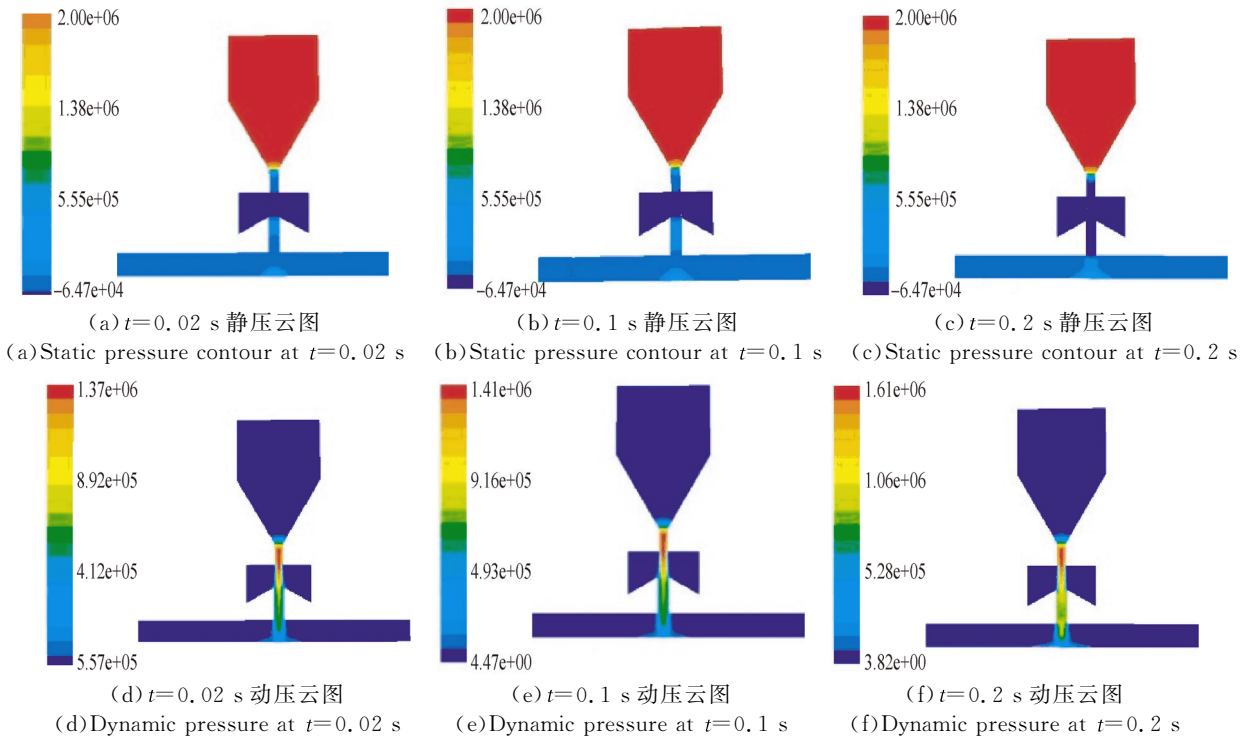 2.00e+06
1.38e+06
5.55e+05
−6.47e+04
2.00e+06
1.38e+06
5.55e+05
−6.47e+04
2.00e+06
1.38e+06
5.55e+05
−6.47e+04
(a)t=0.02 s 静压云图
(b)t=0.1 s 静压云图
(c)t=0.2 s 静压云图
(a)Static pressure contour at t=0.02 s
(b)Static pressure contour at t=0.1 s
(c)Static pressure contour at t=0.2 s
1.37e+06
8.92e+05
4.12e+05
5.57e+05
1.41e+06
9.16e+05
4.93e+05
4.47e+00
1.61e+06
1.06e+06
5.28e+05
3.82e+00
(d)t=0.02 s 动压云图
(e)t=0.1 s 动压云图
(f)t=0.2 s 动压云图
(d)Dynamic pressure at t=0.02 s
(e)Dynamic pressure at t=0.1 s
(f)Dynamic pressure at t=0.2 s